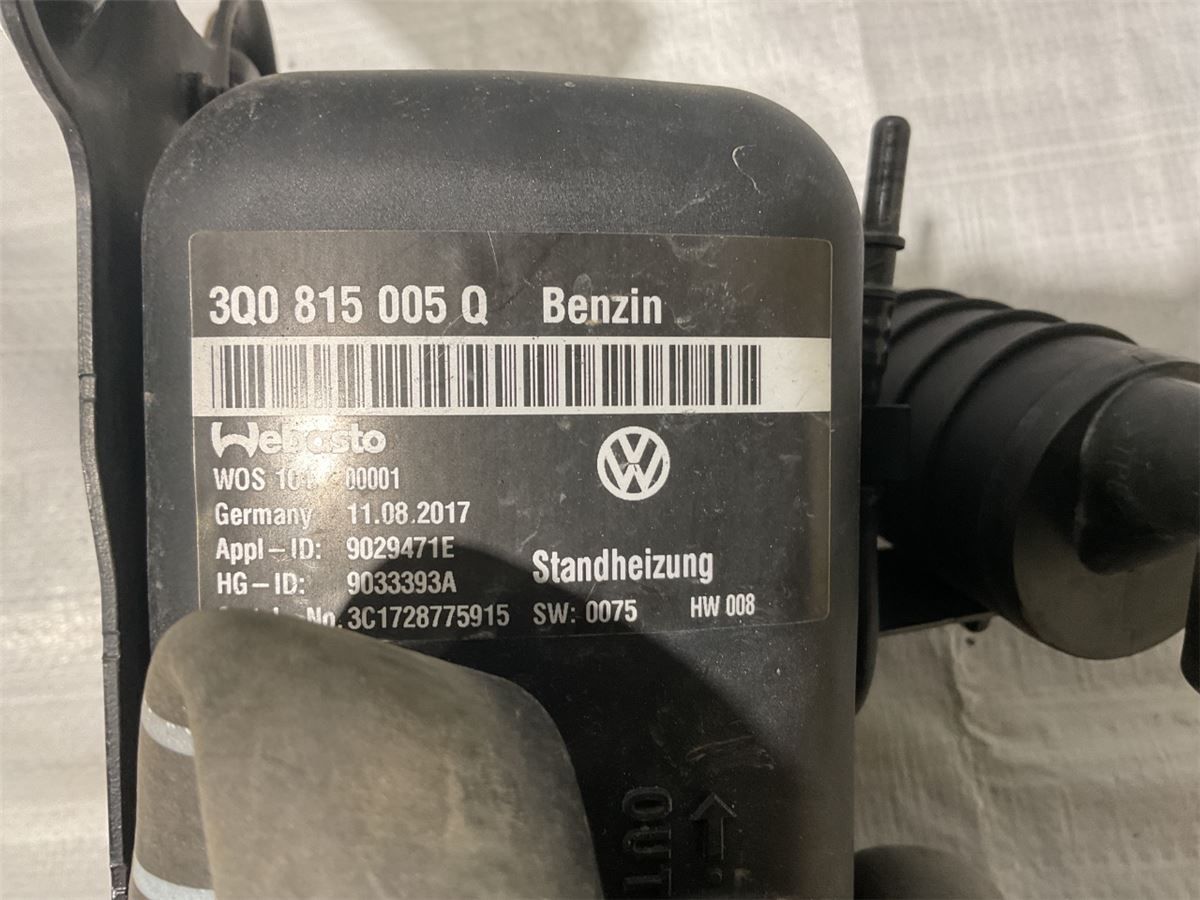 3Q0 815 005 Q Benzin
Webasto
WOS 00001
Germany 11.08.2017
Appl-ID: 9029471E
HG-ID: 9033393A
Standheizung
No. 3C1728775915 SW: 0075 HW 008
OUT